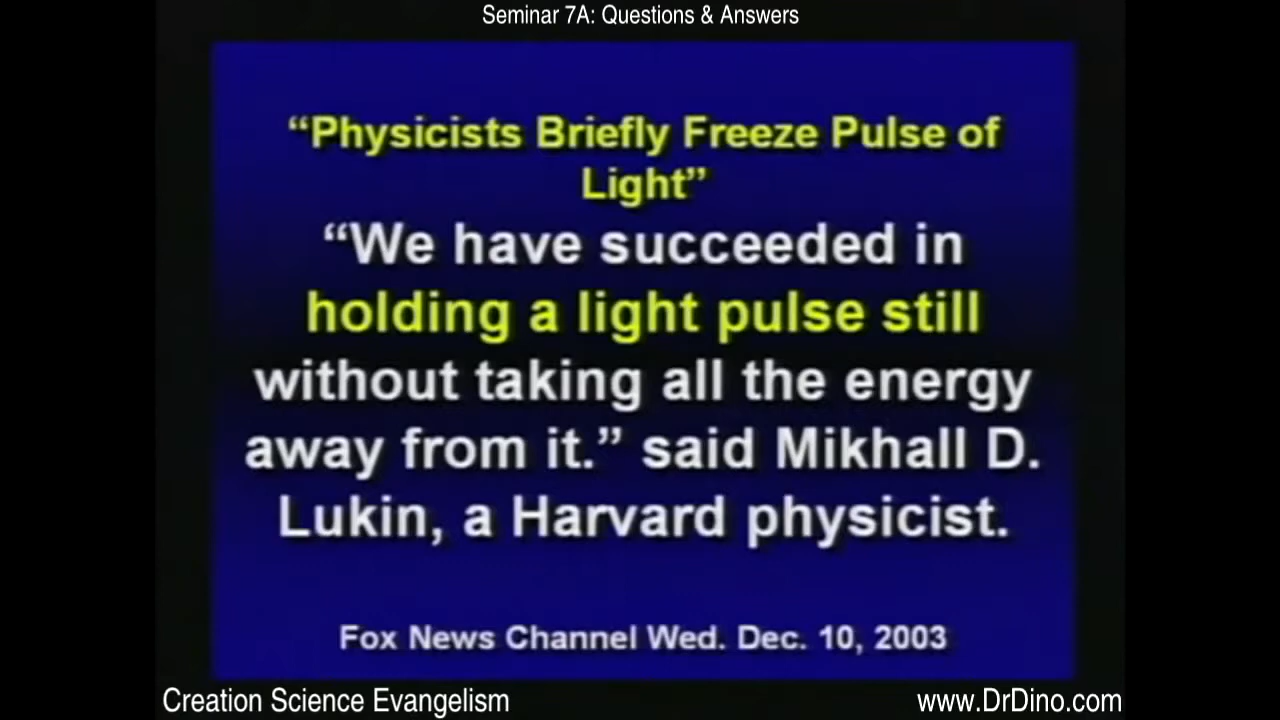 Seminar 7A: Questions & Answers
“Physicists Briefly Freeze Pulse of
Light”
“We have succeeded in
holding a light pulse still
without taking all the energy
away from it.” said Mikhall D.
Lukin, a Harvard physicist.
Fox News Channel Wed. Dec. 10, 2003
Creation Science Evangelism
www.DrDino.com